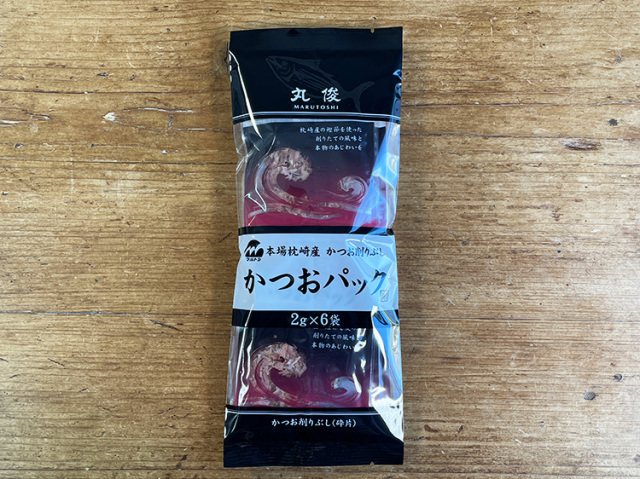 丸俊
MARUTOSHI
枕崎産の鰹節を使った
削りたての風味と
本物のあじわいを
マルトシ
本場枕崎産 かつお削りぶし
かつおパック
2g×6袋
削りたての風味
本物のあじわい
かつお削りぶし(砕片)